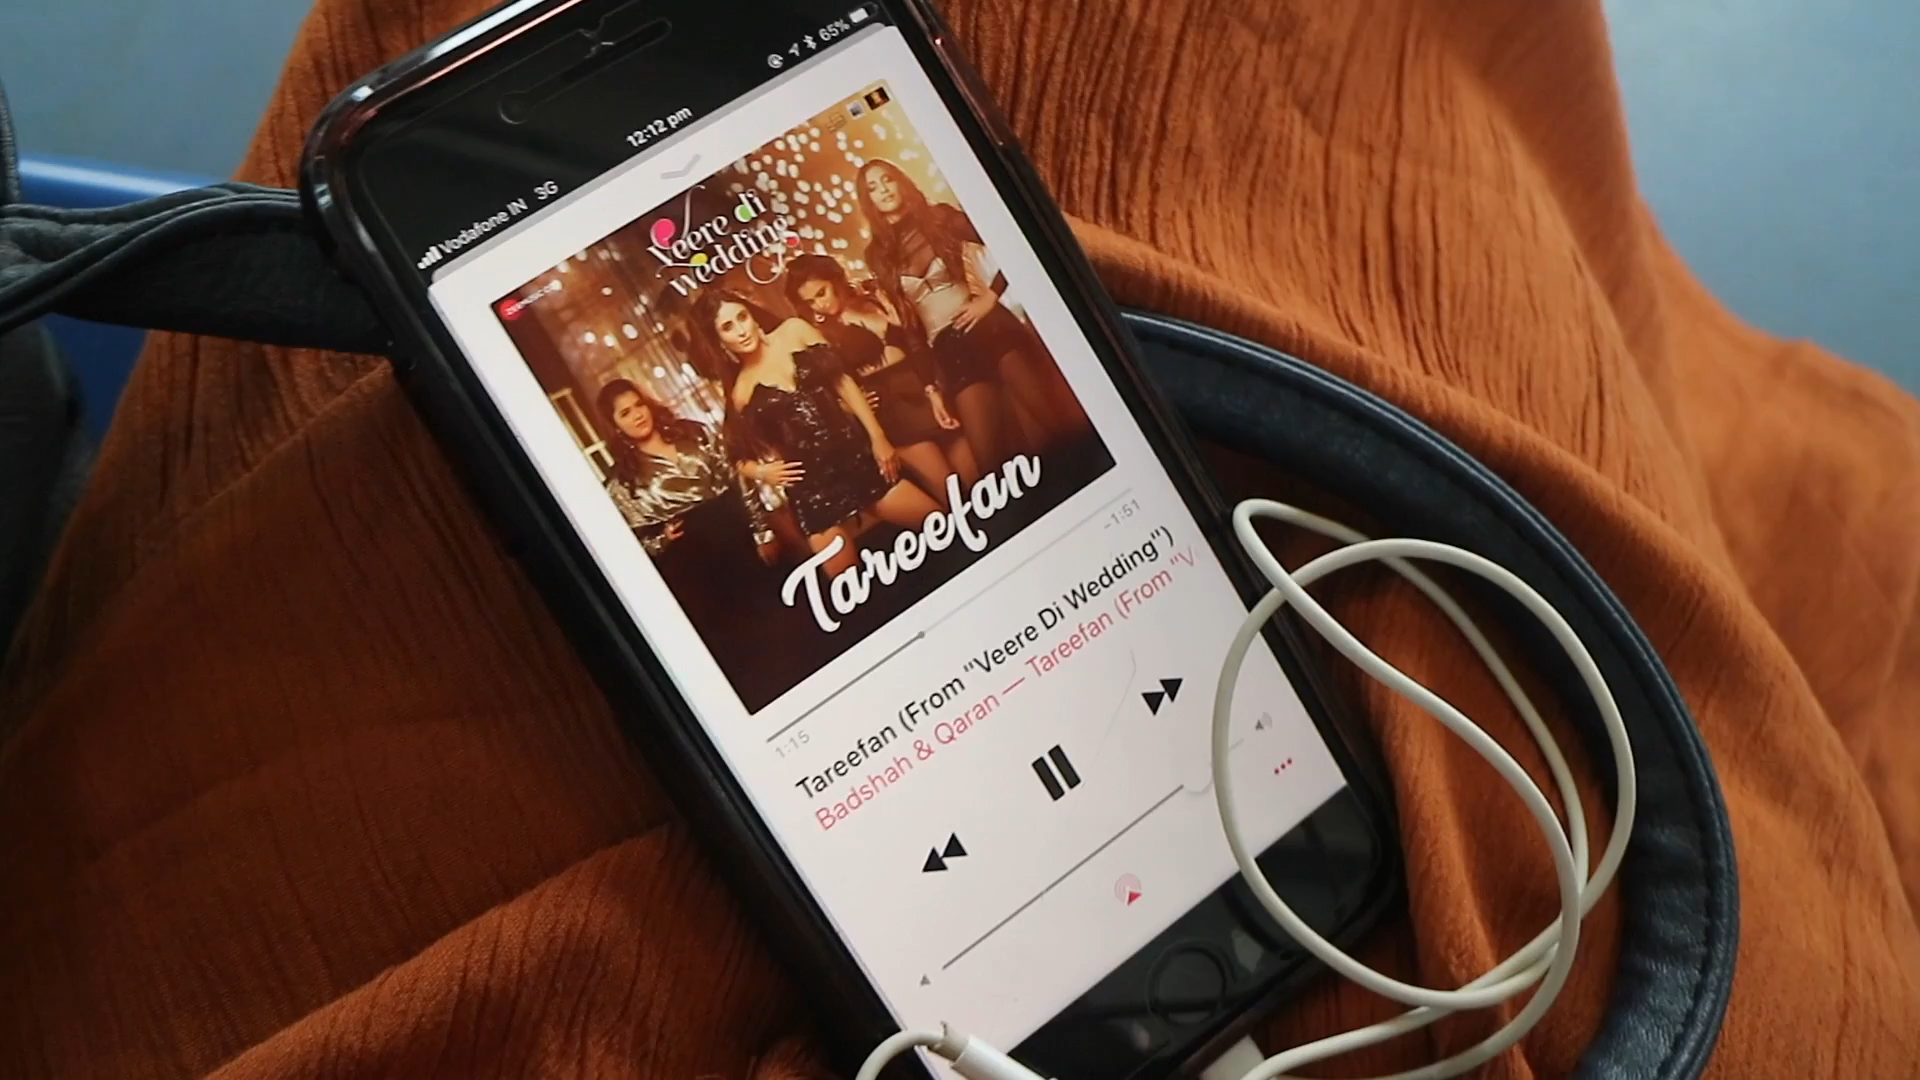 Vodafone IN 3G
12:12 pm
65%
Veere di
wedding
Tareefan
1:15
-1:51
Tareefan (From "Veere Di Wedding")
Badshah & Qaran — Tareefan (From "V